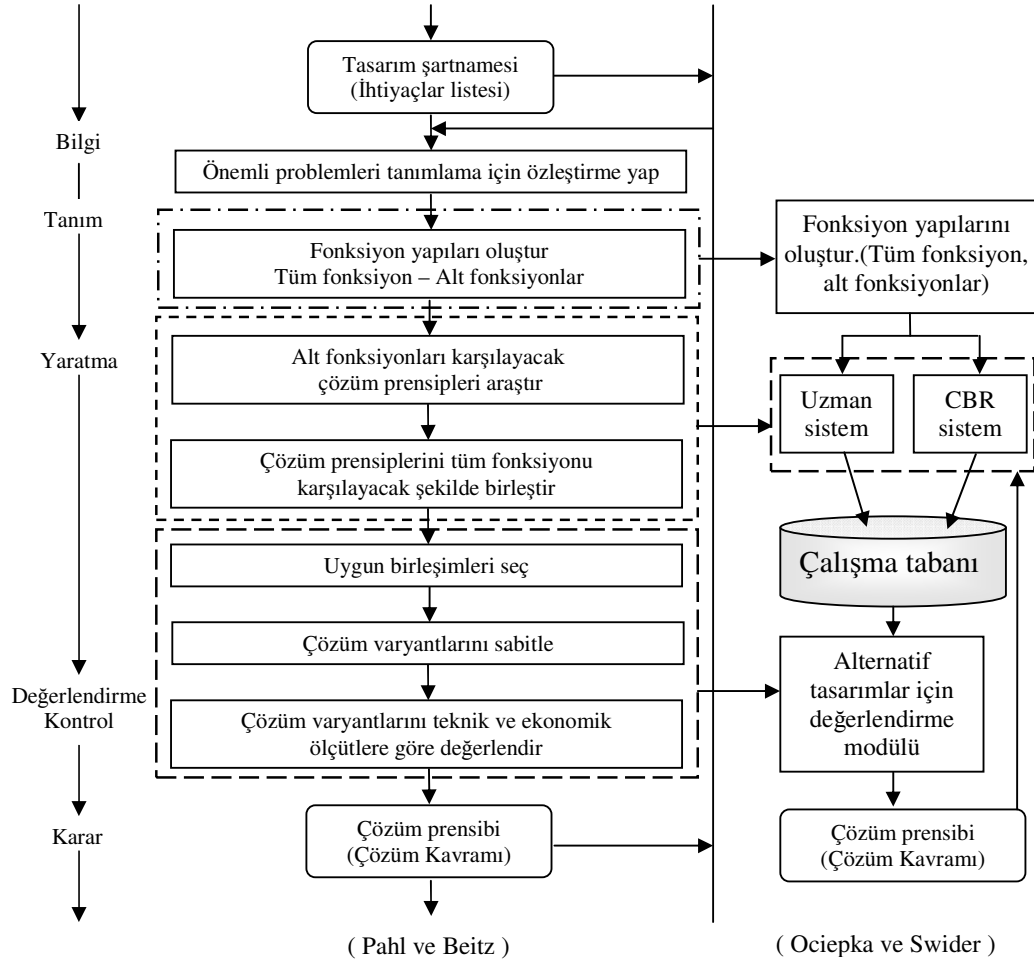 Bilgi
Tanım
Yaratma
Değerlendirme
Kontrol
Karar
Tasarım şartnamesi
(İhtiyaçlar listesi)
Önemli problemleri tanımlama için özleştirme yap
Fonksiyon yapıları oluştur
Tüm fonksiyon – Alt fonksiyonlar
Alt fonksiyonları karşılayacak
çözüm prensipleri araştır
Çözüm prensiplerini tüm fonksiyonu
karşılayacak şekilde birleştir
Uygun birleşimleri seç
Çözüm varyantlarını sabitle
Çözüm varyantlarını teknik ve ekonomik
ölçütlere göre değerlendir
Çözüm prensibi
(Çözüm Kavramı)
( Pahl ve Beitz )
Fonksiyon yapılarını
oluştur.(Tüm fonksiyon,
alt fonksiyonlar)
Uzman
sistem
CBR
sistem
Çalışma tabanı
Alternatif
tasarımlar için
değerlendirme
modülü
Çözüm prensibi
(Çözüm Kavramı)
( Ociepka ve Swider )